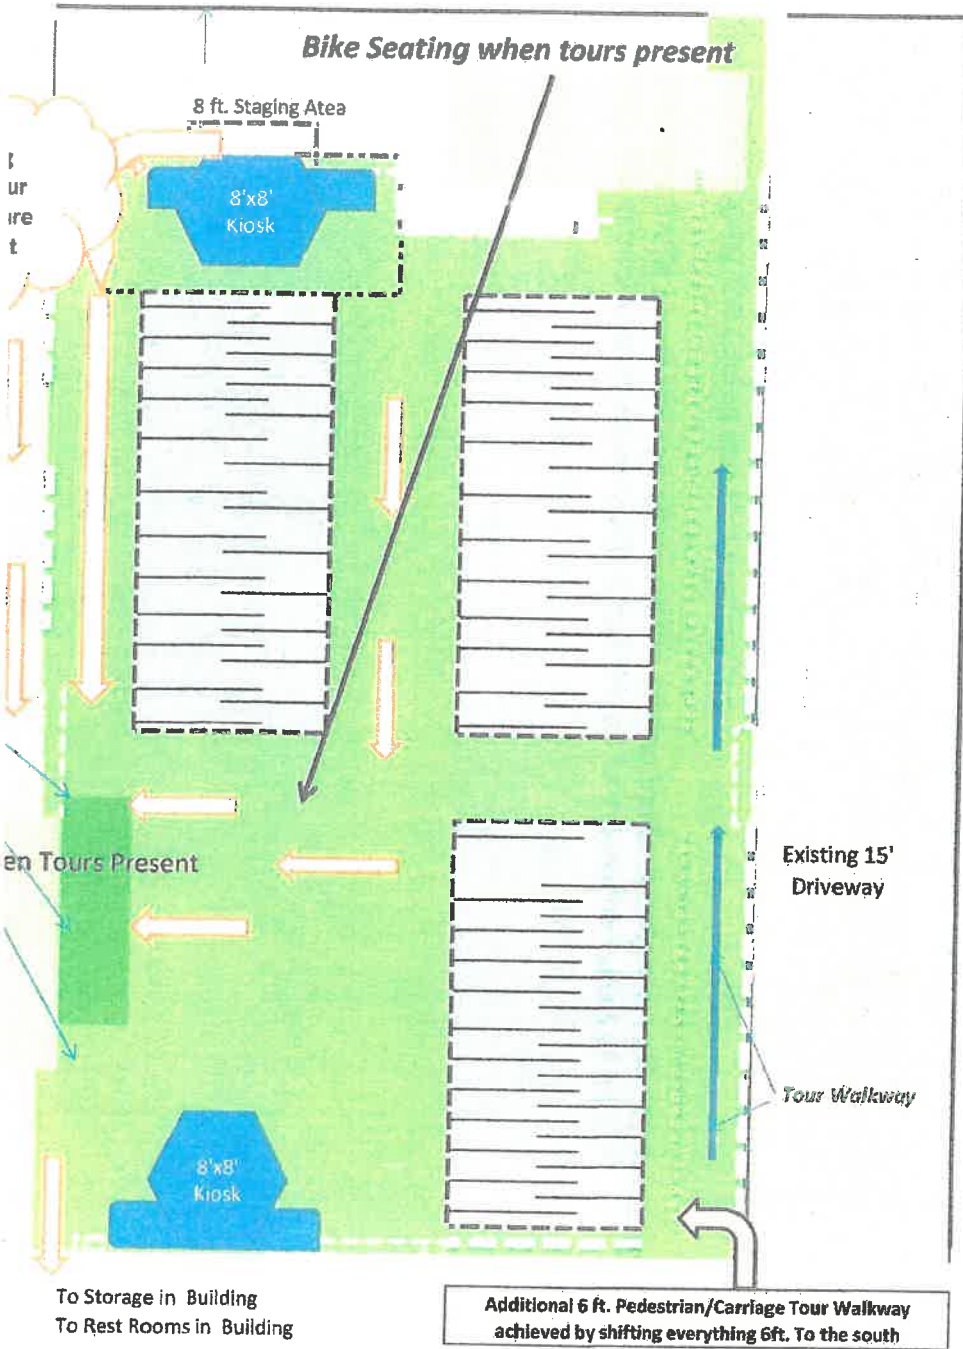 Bike Seating when tours present
8 ft. Staging Atea
ur
t
8'x8'
Kiosk
en Tours Present
Existing 15'
Driveway
Tour Walkway
8'x8'
Kiosk
To Storage in Building
To Rest Rooms in Building
Additional 6 ft. Pedestrian/Carriage Tour Walkway
achieved by shifting everything 6ft. To the south